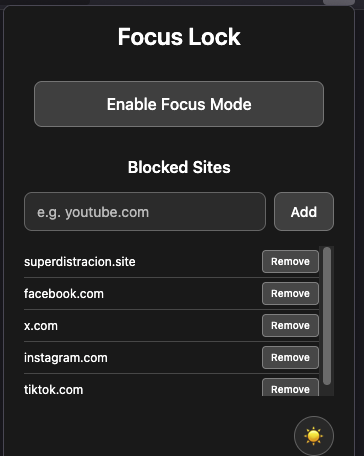 Focus Lock
Enable Focus Mode
Blocked Sites
e.g. youtube.com Add
superdistracion.site Remove
facebook.com Remove
x.com Remove
instagram.com Remove
tiktok.com Remove